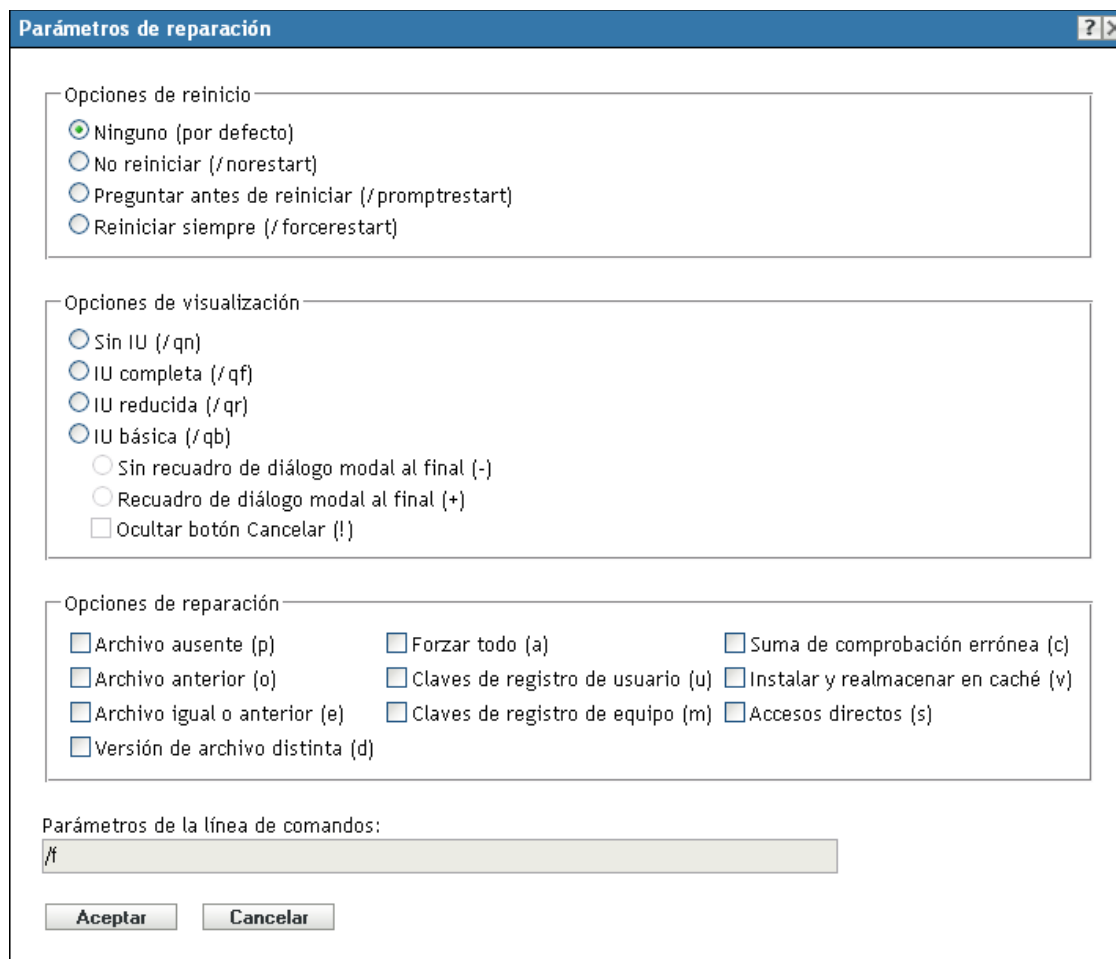 Parámetros de reparación
Opciones de reinicio
Ninguno (por defecto)
No reiniciar (/norestart)
Preguntar antes de reiniciar (/promptrestart)
Reiniciar siempre (/forcerestart)
Opciones de visualización
Sin IU (/qn)
IU completa (/qf)
IU reducida (/qr)
IU básica (/qb)
Sin recuadro de diálogo modal al final (-)
Recuadro de diálogo modal al final (+)
Ocultar botón Cancelar (!)
Opciones de reparación
Archivo ausente (p) Forzar todo (a) Suma de comprobación errónea (c)
Archivo anterior (o) Claves de registro de usuario (u) Instalar y realmacenar en caché (v)
Archivo igual o anterior (e) Claves de registro de equipo (m) Accesos directos (s)
Versión de archivo distinta (d)
Parámetros de la línea de comandos:
/f
Aceptar Cancelar